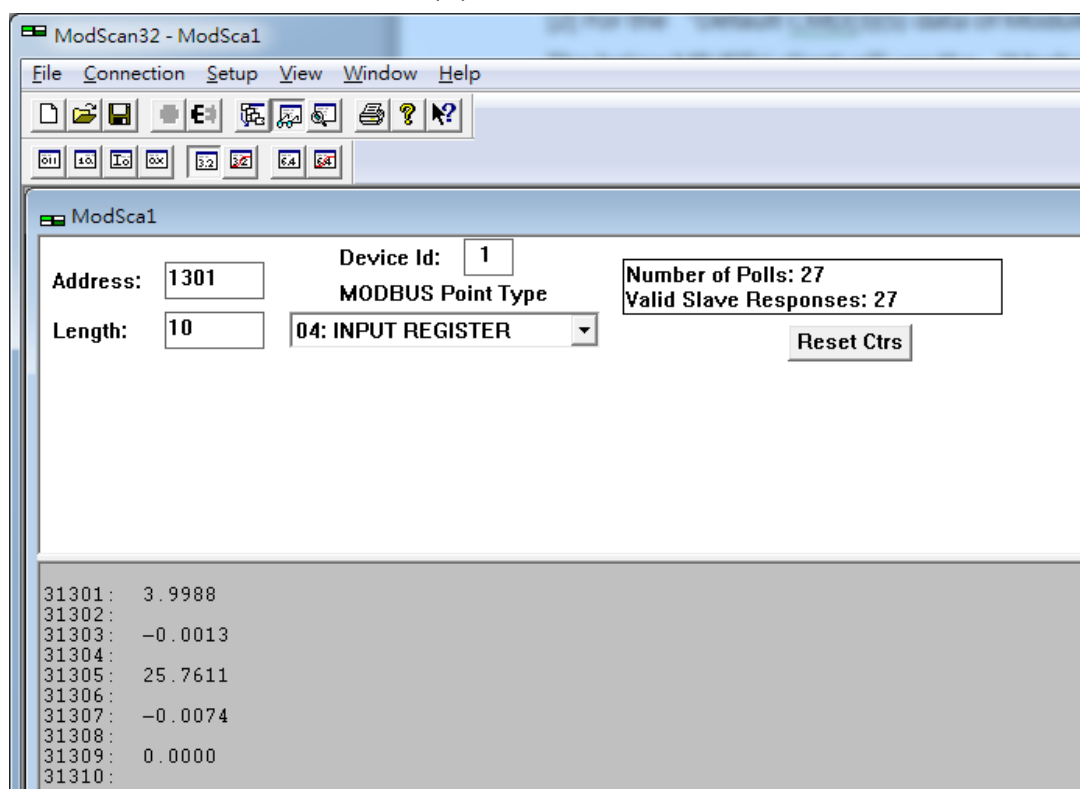 ModScan32 - ModSca1
File Connection Setup View Window Help
ModSca1
Address: 1301
Device Id: 1
MODBUS Point Type
Length: 10
04: INPUT REGISTER
Number of Polls: 27
Valid Slave Responses: 27
Reset Ctrs
31301: 3.9988
31302:
31303: -0.0013
31304:
31305: 25.7611
31306:
31307: -0.0074
31308:
31309: 0.0000
31310: